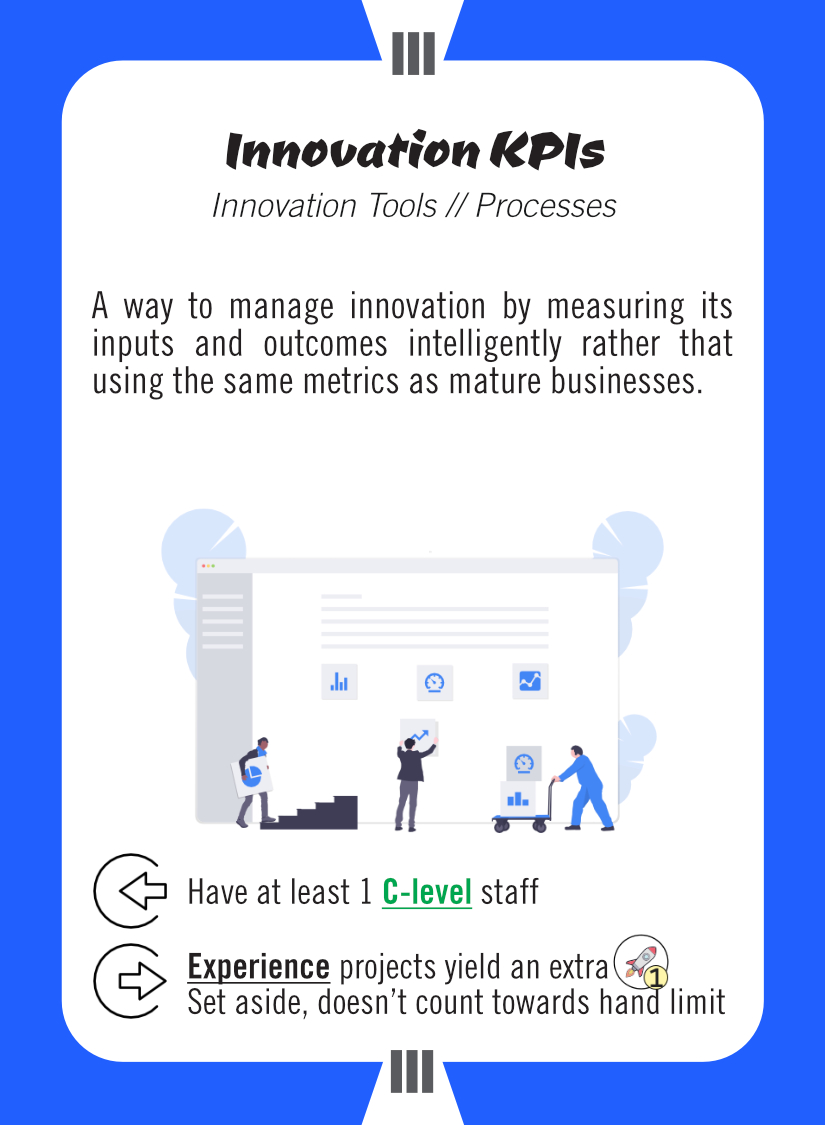 III
Innovation KPIs
Innovation Tools // Processes
A way to manage innovation by measuring its
inputs and outcomes intelligently rather that
using the same metrics as mature businesses.
Have at least 1 C-level staff
Experience projects yield an extra 1
Set aside, doesn't count towards hand limit
III